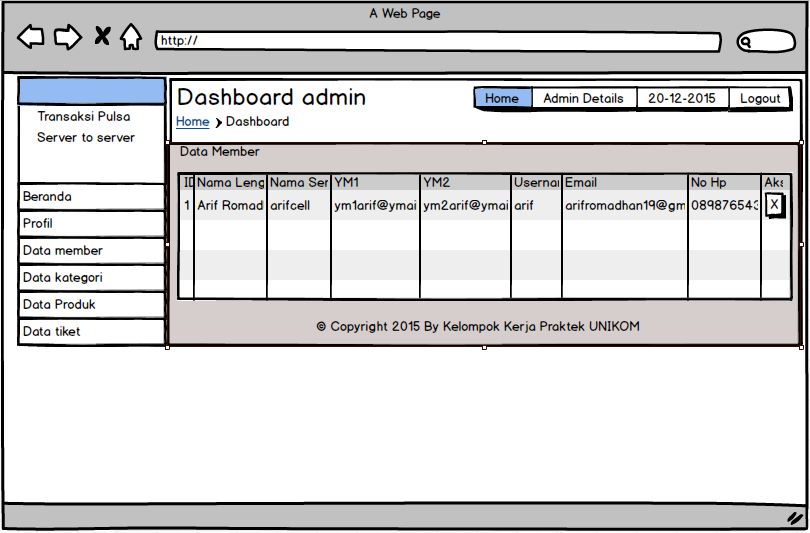 A Web Page
http://
Transaksi Pulsa
Server to server
Beranda
Profil
Data member
Data kategori
Data Produk
Data tiket
Dashboard admin
Home Admin Details 20-12-2015 Logout
Home Dashboard
Data Member
ID Nama Leng Nama Ser YM1 YM2 Usernar Email No Hp Aks
1 Arif Romad arifcell ym1arif@ymai ym2arif@ymai arif arifromadhan19@gm 089876543 X
© Copyright 2015 By Kelompok Kerja Praktek UNIKOM